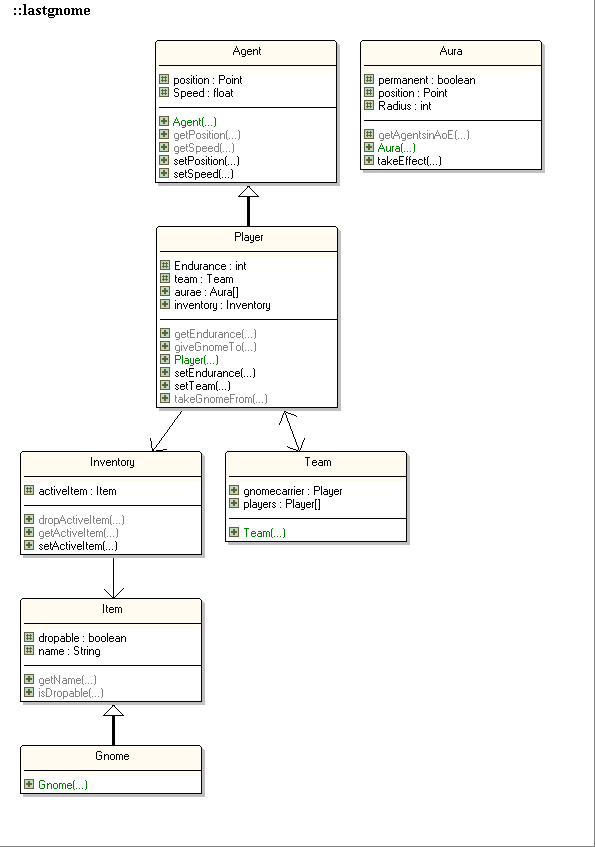 ::lastgnome
Agent
position : Point
Speed : float
Agent(...)
getPosition(...)
getSpeed(...)
setPosition(...)
setSpeed(...)
Aura
permanent : boolean
position : Point
Radius : int
getAgentsinAoE(...)
Aura(...)
takeEffect(...)
Player
Endurance : int
team : Team
aurae : Aura[]
inventory : Inventory
getEndurance(...)
giveGnomeTo(...)
Player(...)
setEndurance(...)
setTeam(...)
takeGnomeFrom(...)
Inventory
activeItem : Item
dropActiveItem(...)
getActiveItem(...)
setActiveItem(...)
Team
gnomecarrier : Player
players : Player[]
Team(...)
Item
dropable : boolean
name : String
getName(...)
isDropable(...)
Gnome
Gnome(...)